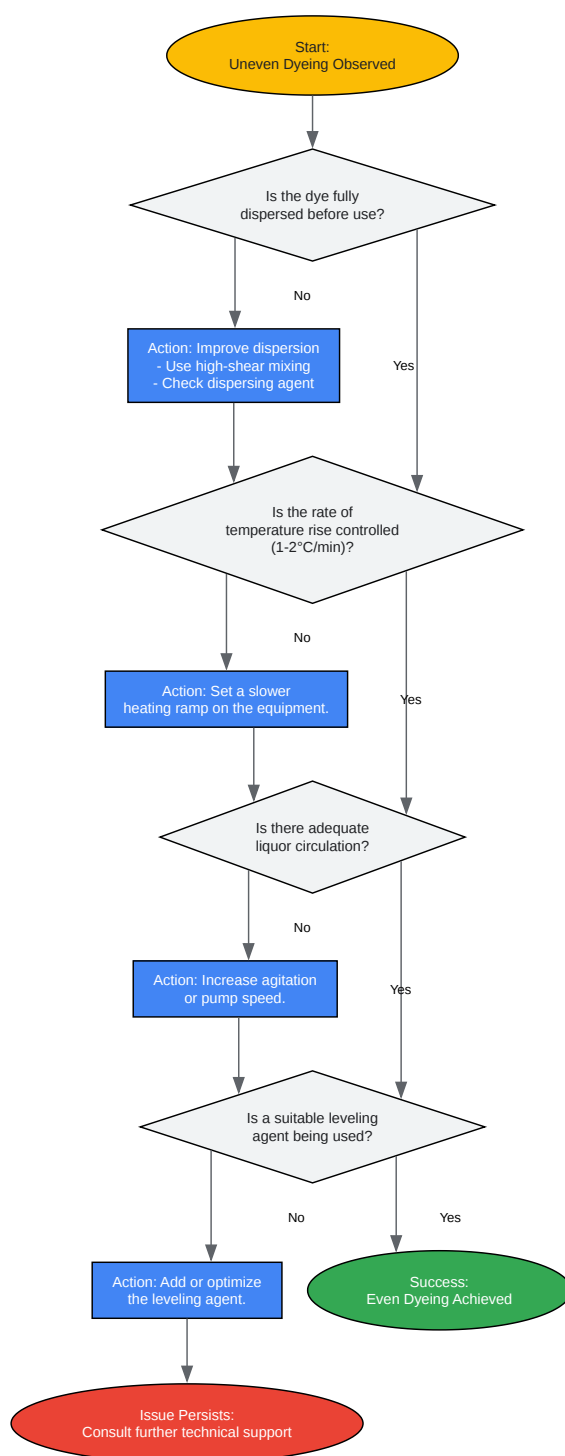 Start:
Uneven Dyeing Observed
Is the dye fully
dispersed before use?
No
Action: Improve dispersion
- Use high-shear mixing
- Check dispersing agent
Yes
Is the rate of
temperature rise controlled
(1-2°C/min)?
No
Action: Set a slower
heating ramp on the equipment.
Yes
Is there adequate
liquor circulation?
No
Action: Increase agitation
or pump speed.
Yes
Is a suitable leveling
agent being used?
No
Yes
Action: Add or optimize
the leveling agent.
Success:
Even Dyeing Achieved
Issue Persists:
Consult further technical support